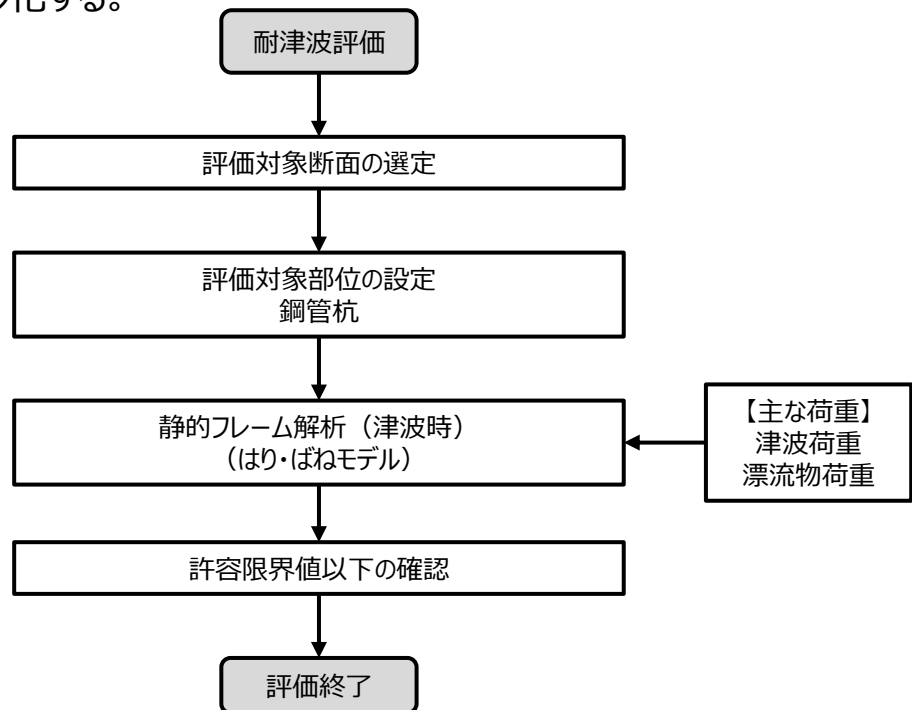 化する。
耐津波評価
評価対象断面の選定
評価対象部位の設定
鋼管杭
静的フレーム解析（津波時）
（はり・ばねモデル）
【主な荷重】
津波荷重
漂流物荷重
許容限界値以下の確認
評価終了